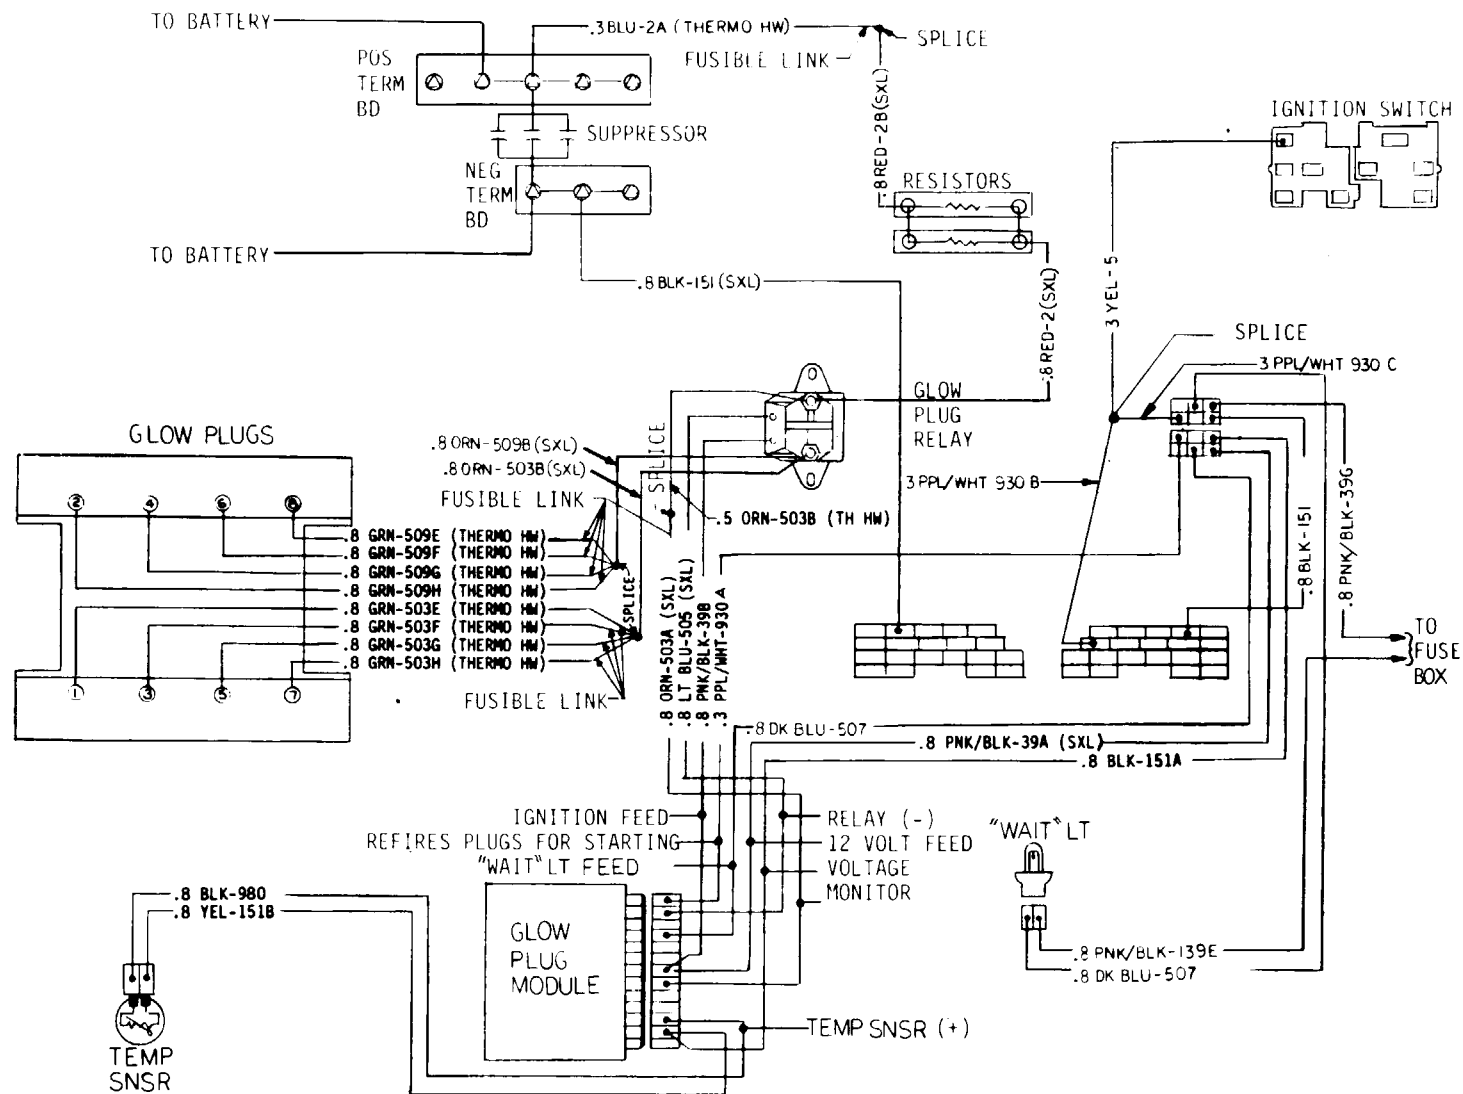 TO BATTERY
.3BLU-2A (THERMO HW)
SPLICE
FUSIBLE LINK
POS
TERM
BD
SUPPRESSOR
NEG
TERM
BD
TO BATTERY
.8RED-2B(SXL)
RESISTORS
IGNITION SWITCH
.8 BLK-151(SXL)
.8RED-2(SXL)
3 YEL-5
SPLICE
3 PPL/WHT 930 C
GLOW
PLUG
RELAY
GLOW PLUGS
.8 ORN-509B(SXL)
.8 ORN-503B(SXL)
FUSIBLE LINK
SPLICE
3 PPL/WHT 930 B
.5 ORN-503B (TH HW)
2
4
6
8
.8 GRN-509E (THERMO HW)
.8 GRN-509F (THERMO HW)
.8 GRN-509G (THERMO HW)
.8 GRN-509H (THERMO HW)
.8 GRN-503E (THERMO HW)
.8 GRN-503F (THERMO HW)
.8 GRN-503G (THERMO HW)
.8 GRN-503H (THERMO HW)
SPLICE
1
3
5
7
FUSIBLE LINK
.8 ORN-503A (SXL)
.8 LT BLU-505 (SXL)
.8 PNK/BLK-39B
.3 PPL/WHT-930 A
.8 BLK-151
.8 PNK/BLK-39G
TO
FUSE
BOX
.8 DK BLU-507
.8 PNK/BLK-39A (SXL)
.8 BLK-151A
IGNITION FEED
REFIRES PLUGS FOR STARTING
"WAIT" LT FEED
RELAY (-)
12 VOLT FEED
VOLTAGE
MONITOR
"WAIT" LT
.8 BLK-980
.8 YEL-151B
GLOW
PLUG
MODULE
.8 PNK/BLK-139E
.8 DK BLU-507
TEMP SNSR (+)
TEMP
SNSR